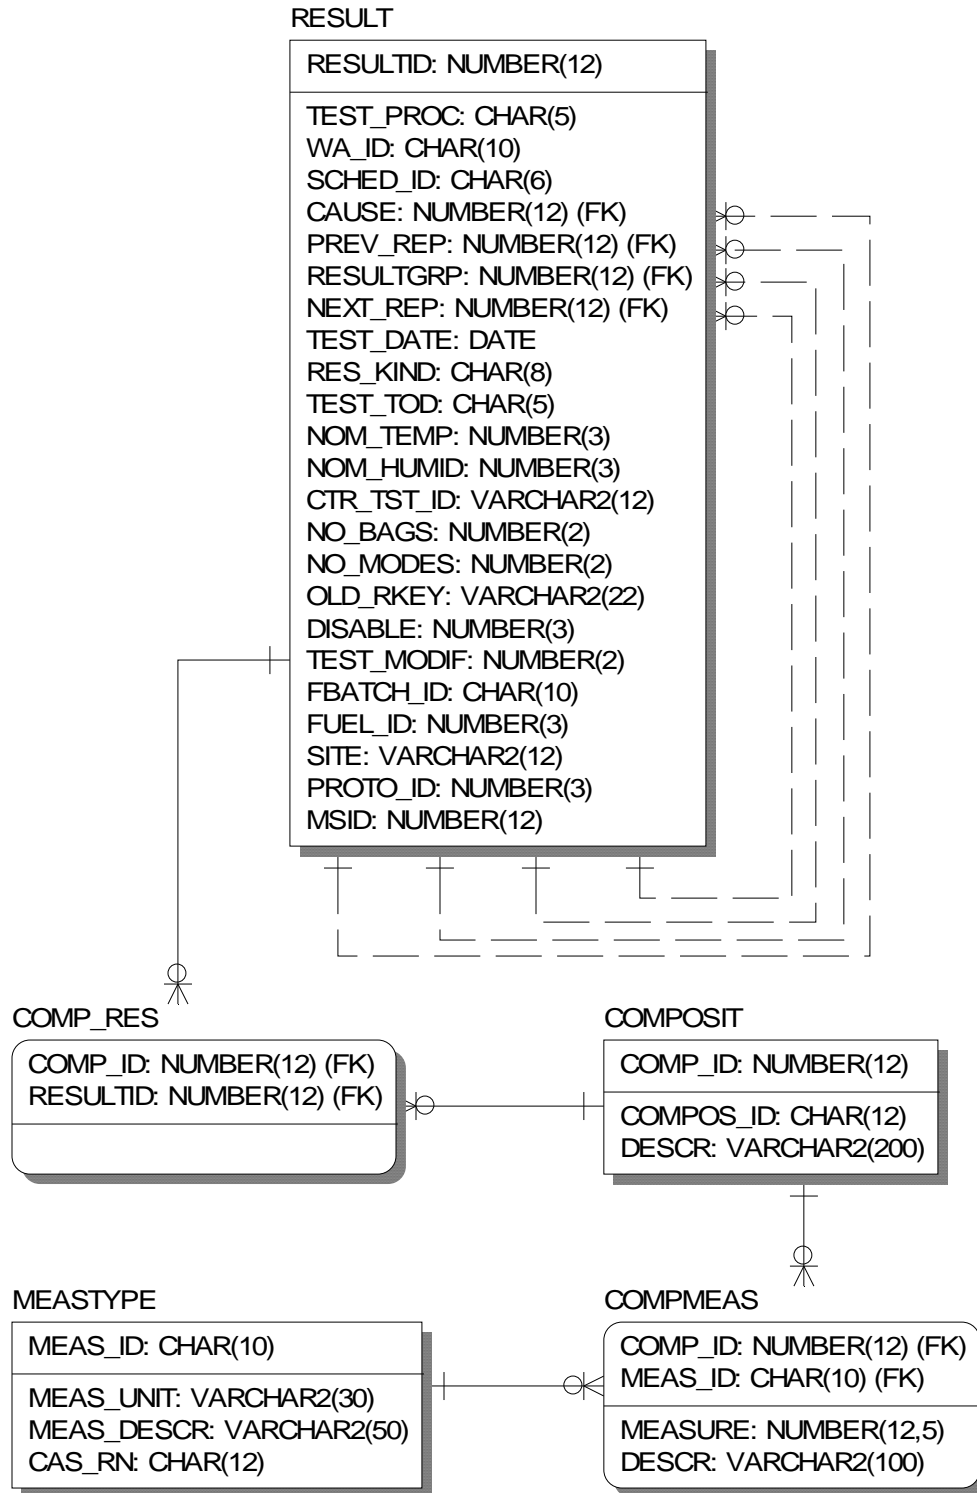 RESULT
RESULTID: NUMBER(12)
TEST_PROC: CHAR(5)
WA_ID: CHAR(10)
SCHED_ID: CHAR(6)
CAUSE: NUMBER(12) (FK)
PREV_REP: NUMBER(12) (FK)
RESULTGRP: NUMBER(12) (FK)
NEXT_REP: NUMBER(12) (FK)
TEST_DATE: DATE
RES_KIND: CHAR(8)
TEST_TOD: CHAR(5)
NOM_TEMP: NUMBER(3)
NOM_HUMID: NUMBER(3)
CTR_TST_ID: VARCHAR2(12)
NO_BAGS: NUMBER(2)
NO_MODES: NUMBER(2)
OLD_RKEY: VARCHAR2(22)
DISABLE: NUMBER(3)
TEST_MODIF: NUMBER(2)
FBATCH_ID: CHAR(10)
FUEL_ID: NUMBER(3)
SITE: VARCHAR2(12)
PROTO_ID: NUMBER(3)
MSID: NUMBER(12)
COMP_RES
COMP_ID: NUMBER(12) (FK)
RESULTID: NUMBER(12) (FK)
COMPOSIT
COMP_ID: NUMBER(12)
COMPOS_ID: CHAR(12)
DESCR: VARCHAR2(200)
MEASTYPE
MEAS_ID: CHAR(10)
MEAS_UNIT: VARCHAR2(30)
MEAS_DESCR: VARCHAR2(50)
CAS_RN: CHAR(12)
COMPMEAS
COMP_ID: NUMBER(12) (FK)
MEAS_ID: CHAR(10) (FK)
MEASURE: NUMBER(12,5)
DESCR: VARCHAR2(100)